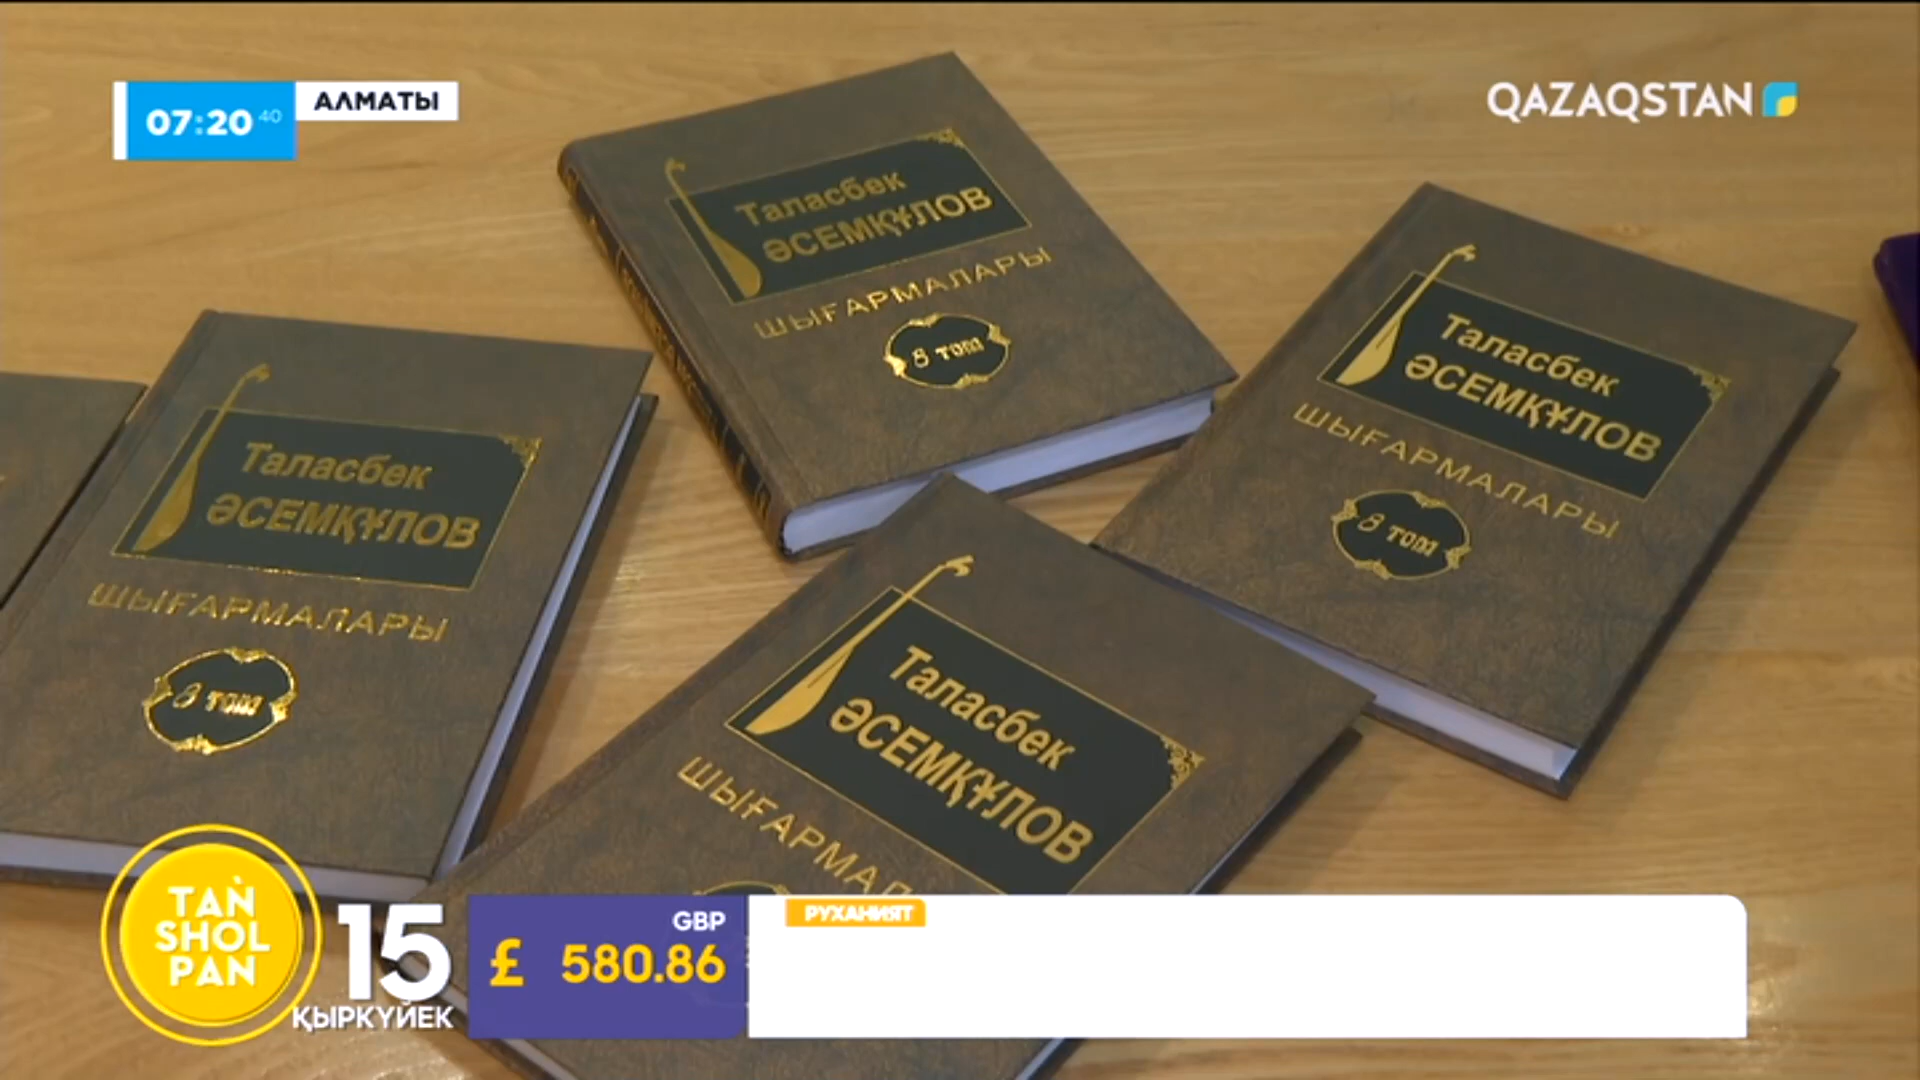 07:20 40
АЛМАТЫ
QAZAQSTAN
Таласбек
ӘСЕМҚҰЛОВ
ШЫҒАРМАЛАРЫ
8 том
Таласбек
ӘСЕМҚҰЛОВ
ШЫҒАРМАЛАРЫ
8 том
Таласбек
ӘСЕМҚҰЛОВ
ШЫҒАРМАЛАРЫ
8 том
Таласбек
ӘСЕМҚҰЛОВ
TAŃ
SHOL
PAN
15
ҚЫРКҮЙЕК
GBP
£ 580.86
РУХАНИЯТ